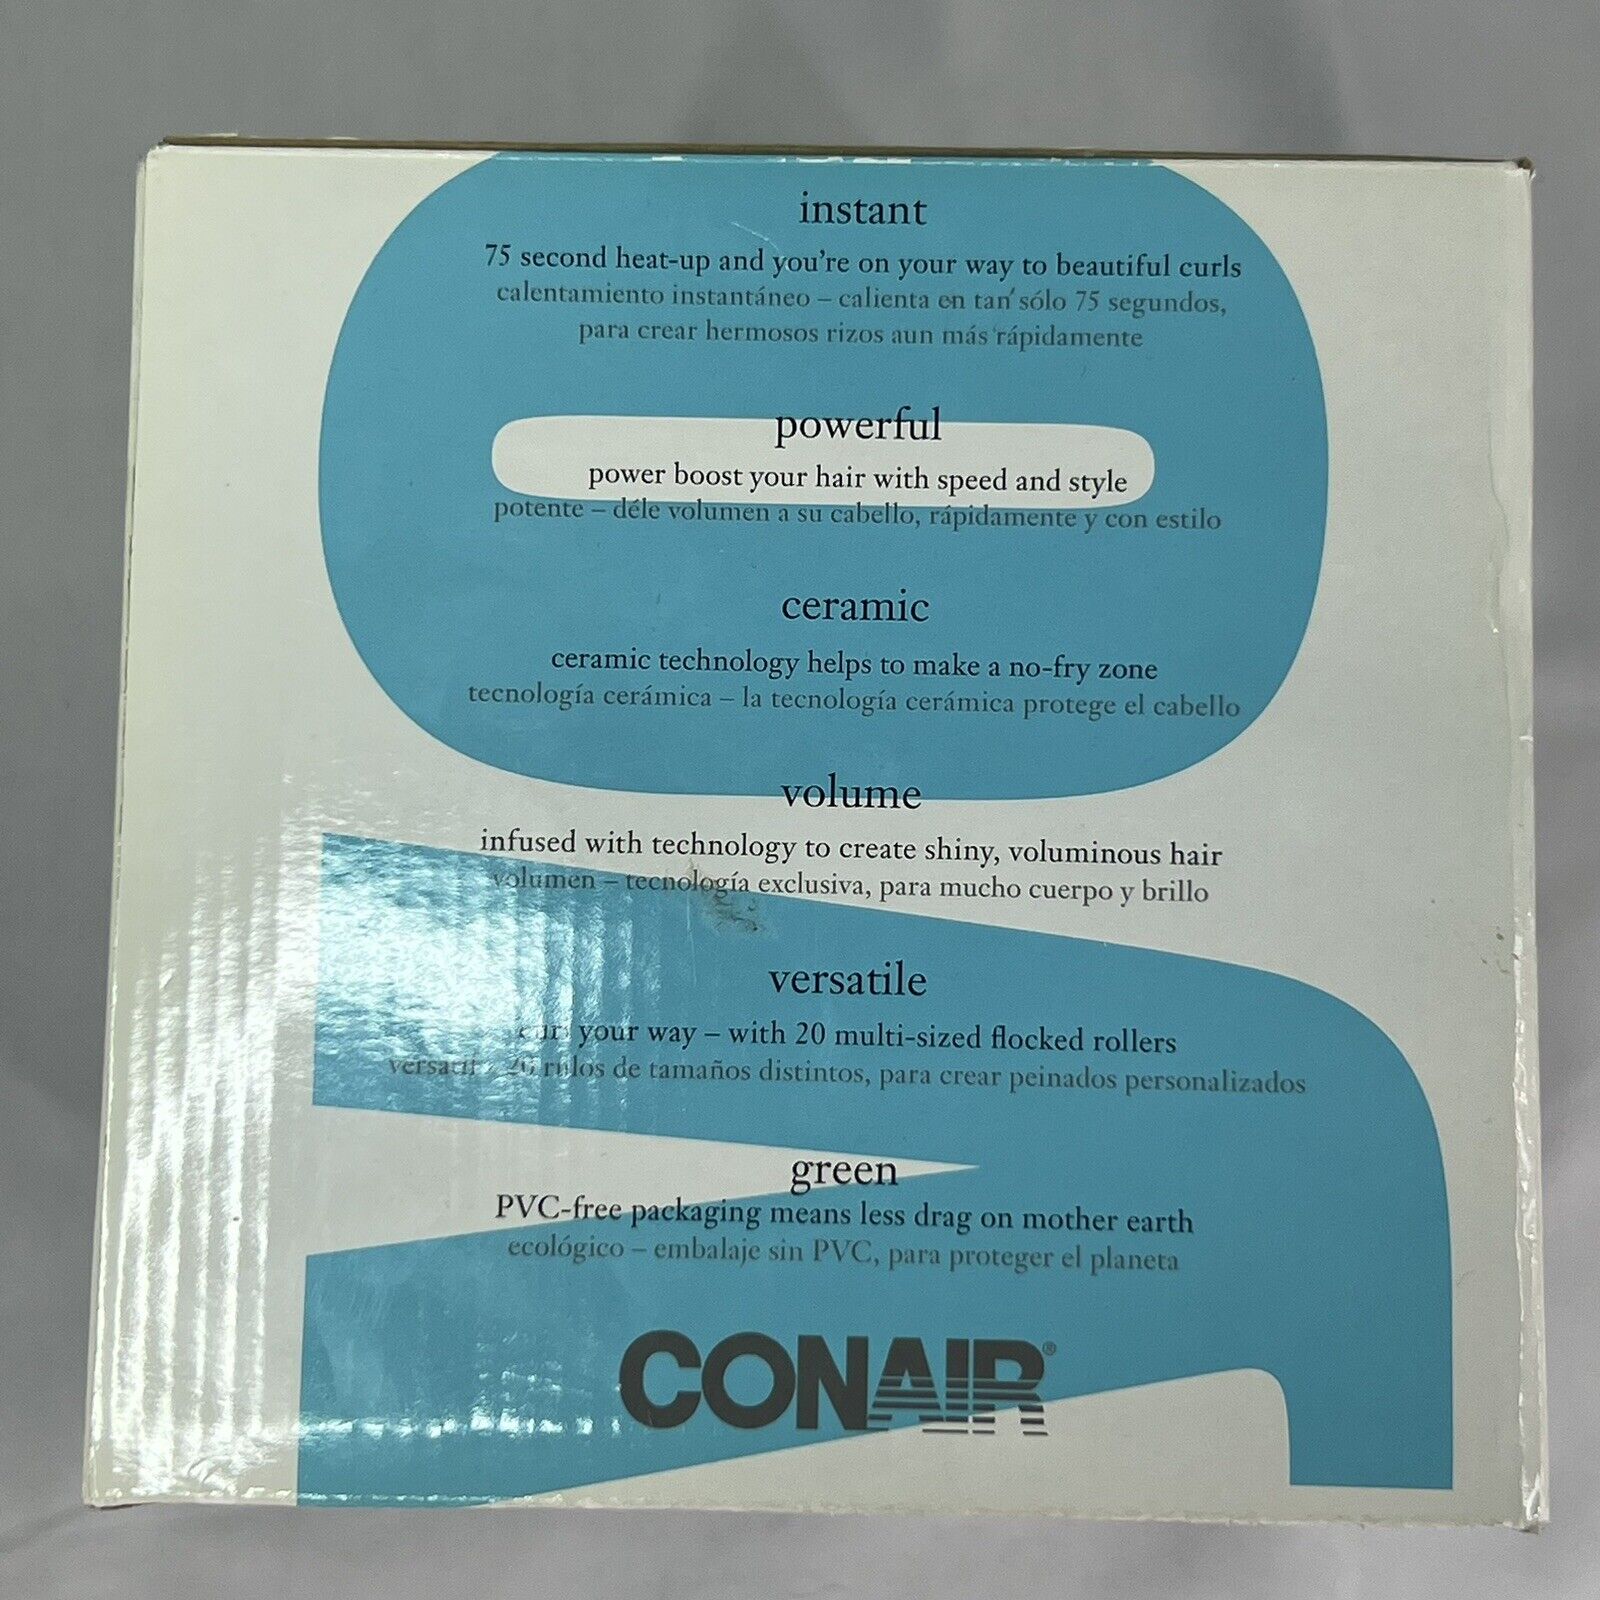 instant
75 second heat-up and you're on your way to beautiful curls
calentamiento instantáneo – calienta en tan sólo 75 segundos,
para crear hermosos rizos aun más rápidamente
powerful
power boost your hair with speed and style
potente – déle volumen a su cabello, rápidamente y con estilo
ceramic
ceramic technology helps to make a no-fry zone
tecnología cerámica – la tecnología cerámica protege el cabello
volume
infused with technology to create shiny, voluminous hair
volumen – tecnología exclusiva, para mucho cuerpo y brillo
versatile
curl your way – with 20 multi-sized flocked rollers
versatil – 20 rulos de tamaños distintos, para crear peinados personalizados
green
PVC-free packaging means less drag on mother earth
ecológico – embalaje sin PVC, para proteger el planeta
CONAIR®